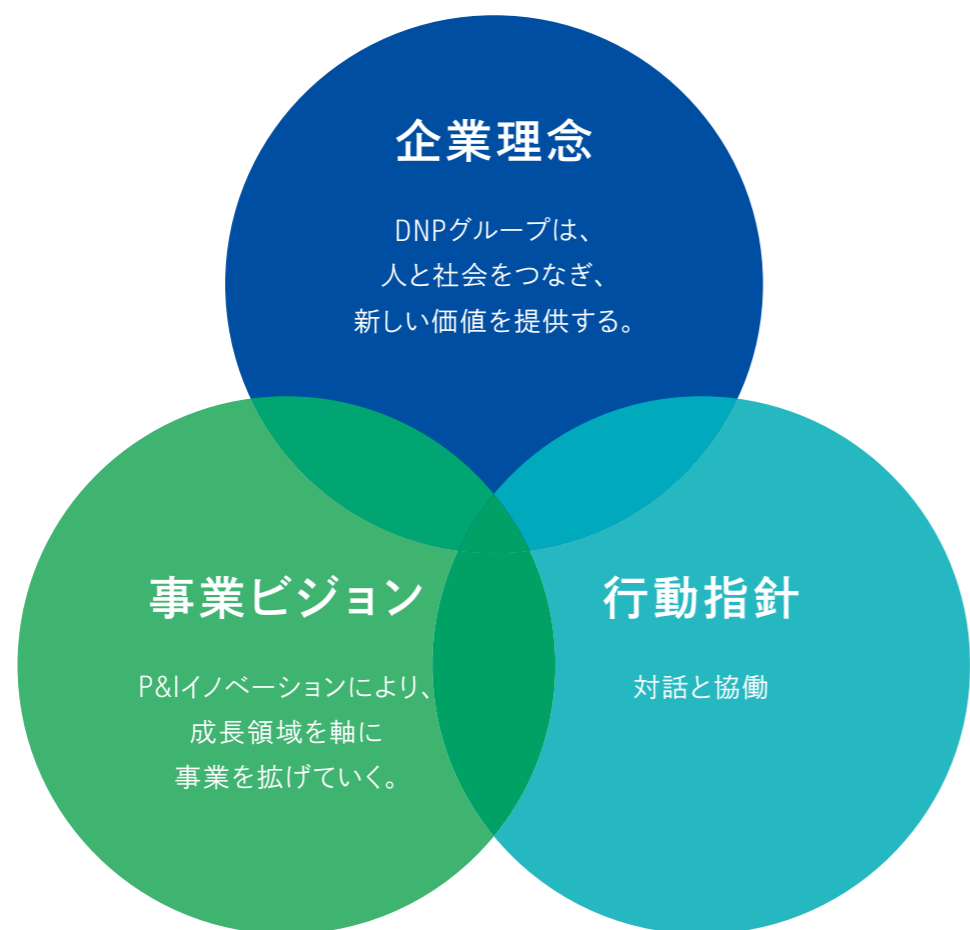 企業理念
DNPグループは、
人と社会をつなぎ、
新しい価値を提供する。
事業ビジョン
P&Iイノベーションにより、
成長領域を軸に
事業を拡げていく。
行動指針
対話と協働